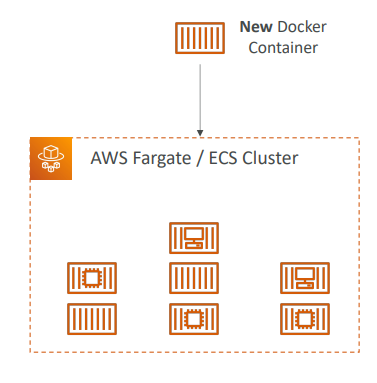 New Docker
Container
AWS Fargate / ECS Cluster